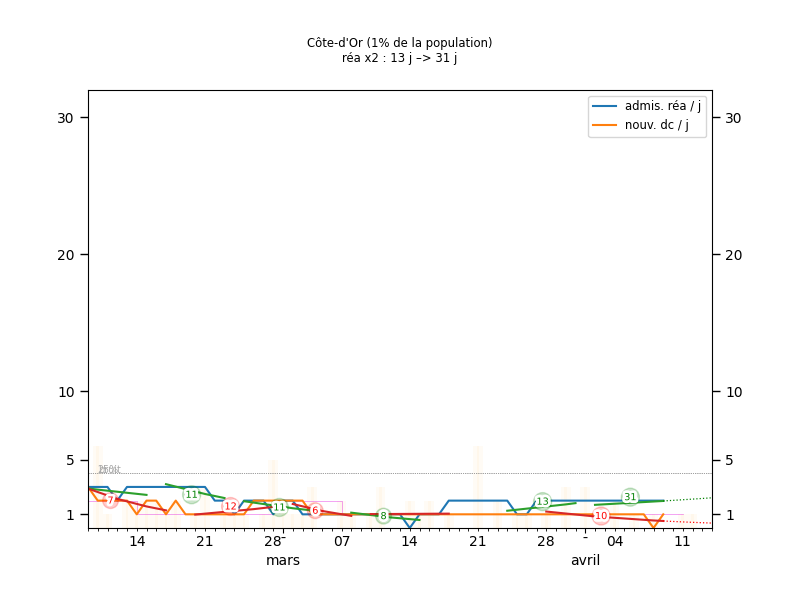 Côte-d'Or (1% de la population)
réa x2 : 13 j –> 31 j
admis. réa / j
nouv. dc / j
30 30
20 20
10 10
5 5
1 1
7 11 12 11 6 8 13 10 31
14 21 28 07 14 21 28 04 11
mars avril